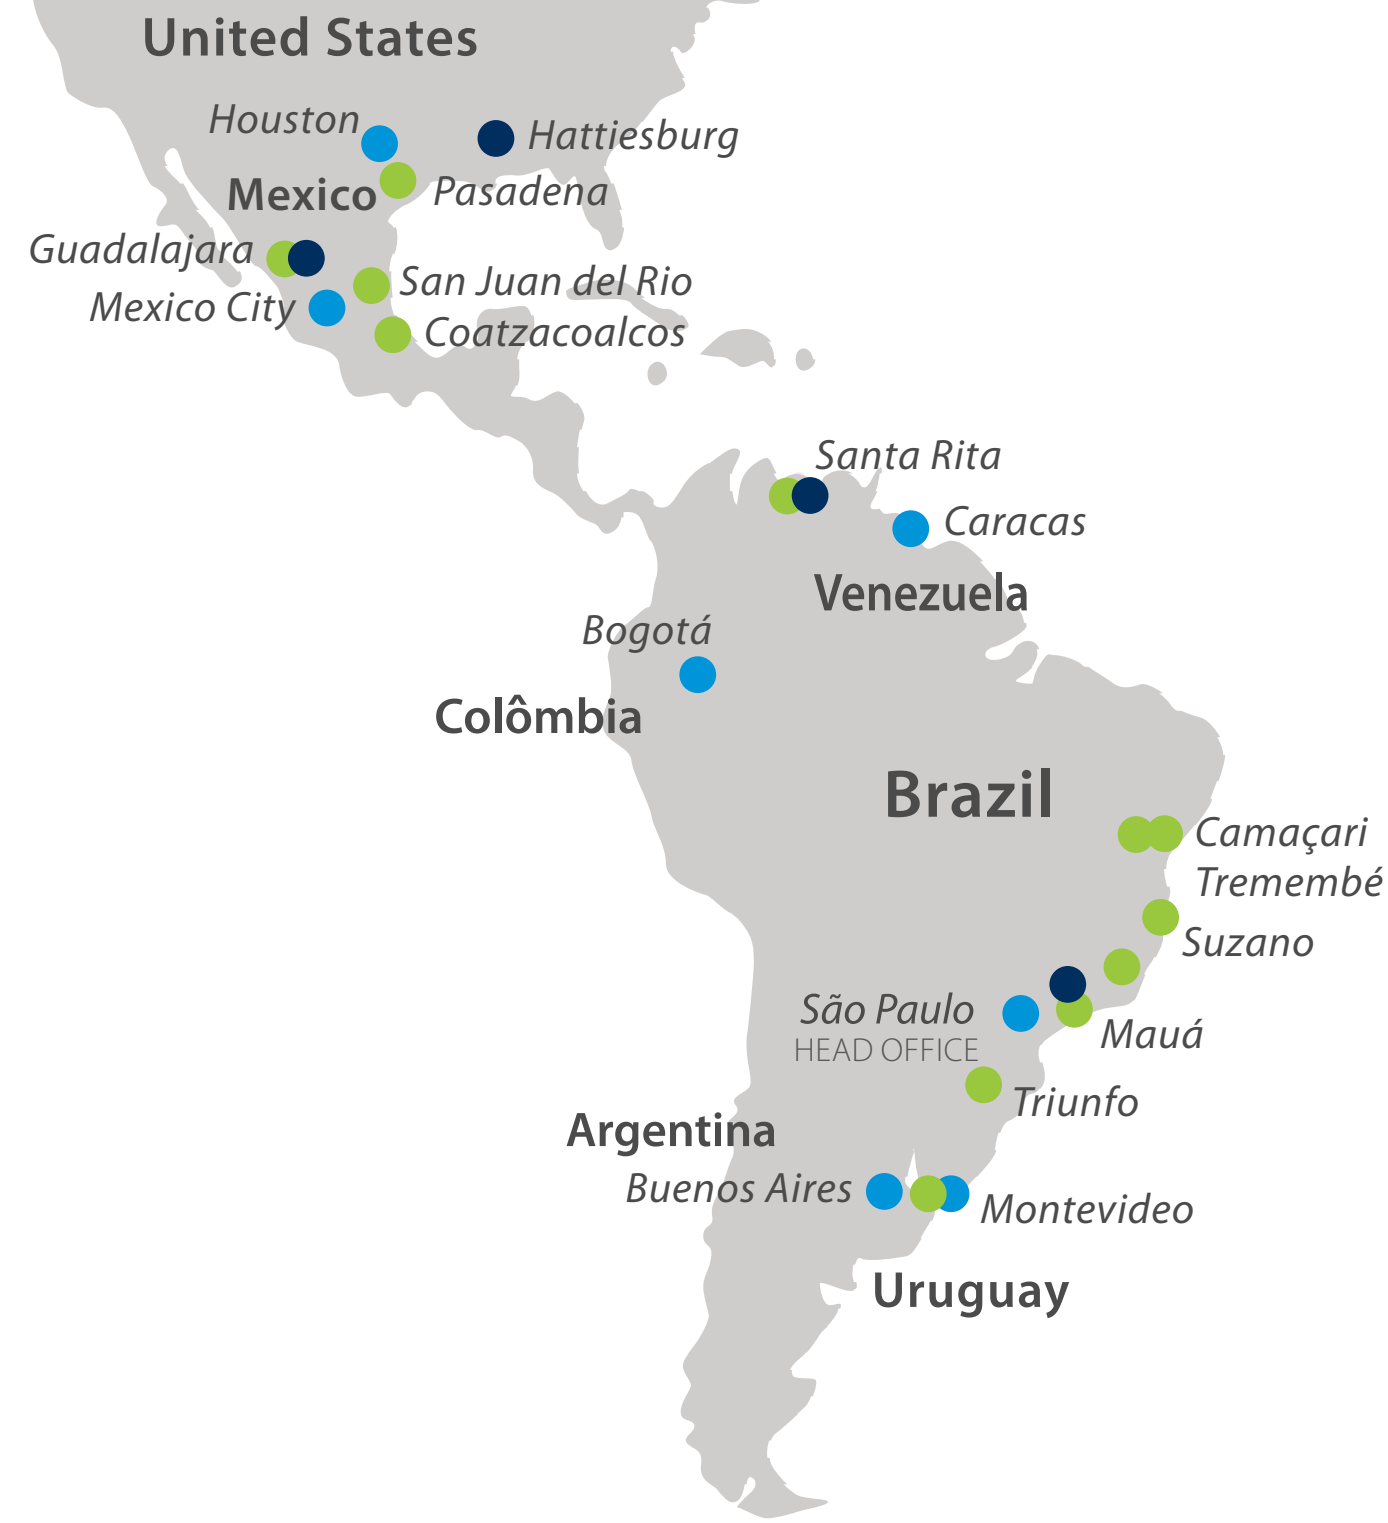 United States
Houston
Hattiesburg
Mexico
Pasadena
Guadalajara
San Juan del Rio
Mexico City
Coatzacoalcos
Santa Rita
Caracas
Venezuela
Bogotá
Colômbia
Brazil
Camaçari
Tremembé
Suzano
São Paulo
HEAD OFFICE
Mauá
Triunfo
Argentina
Buenos Aires
Montevideo
Uruguay